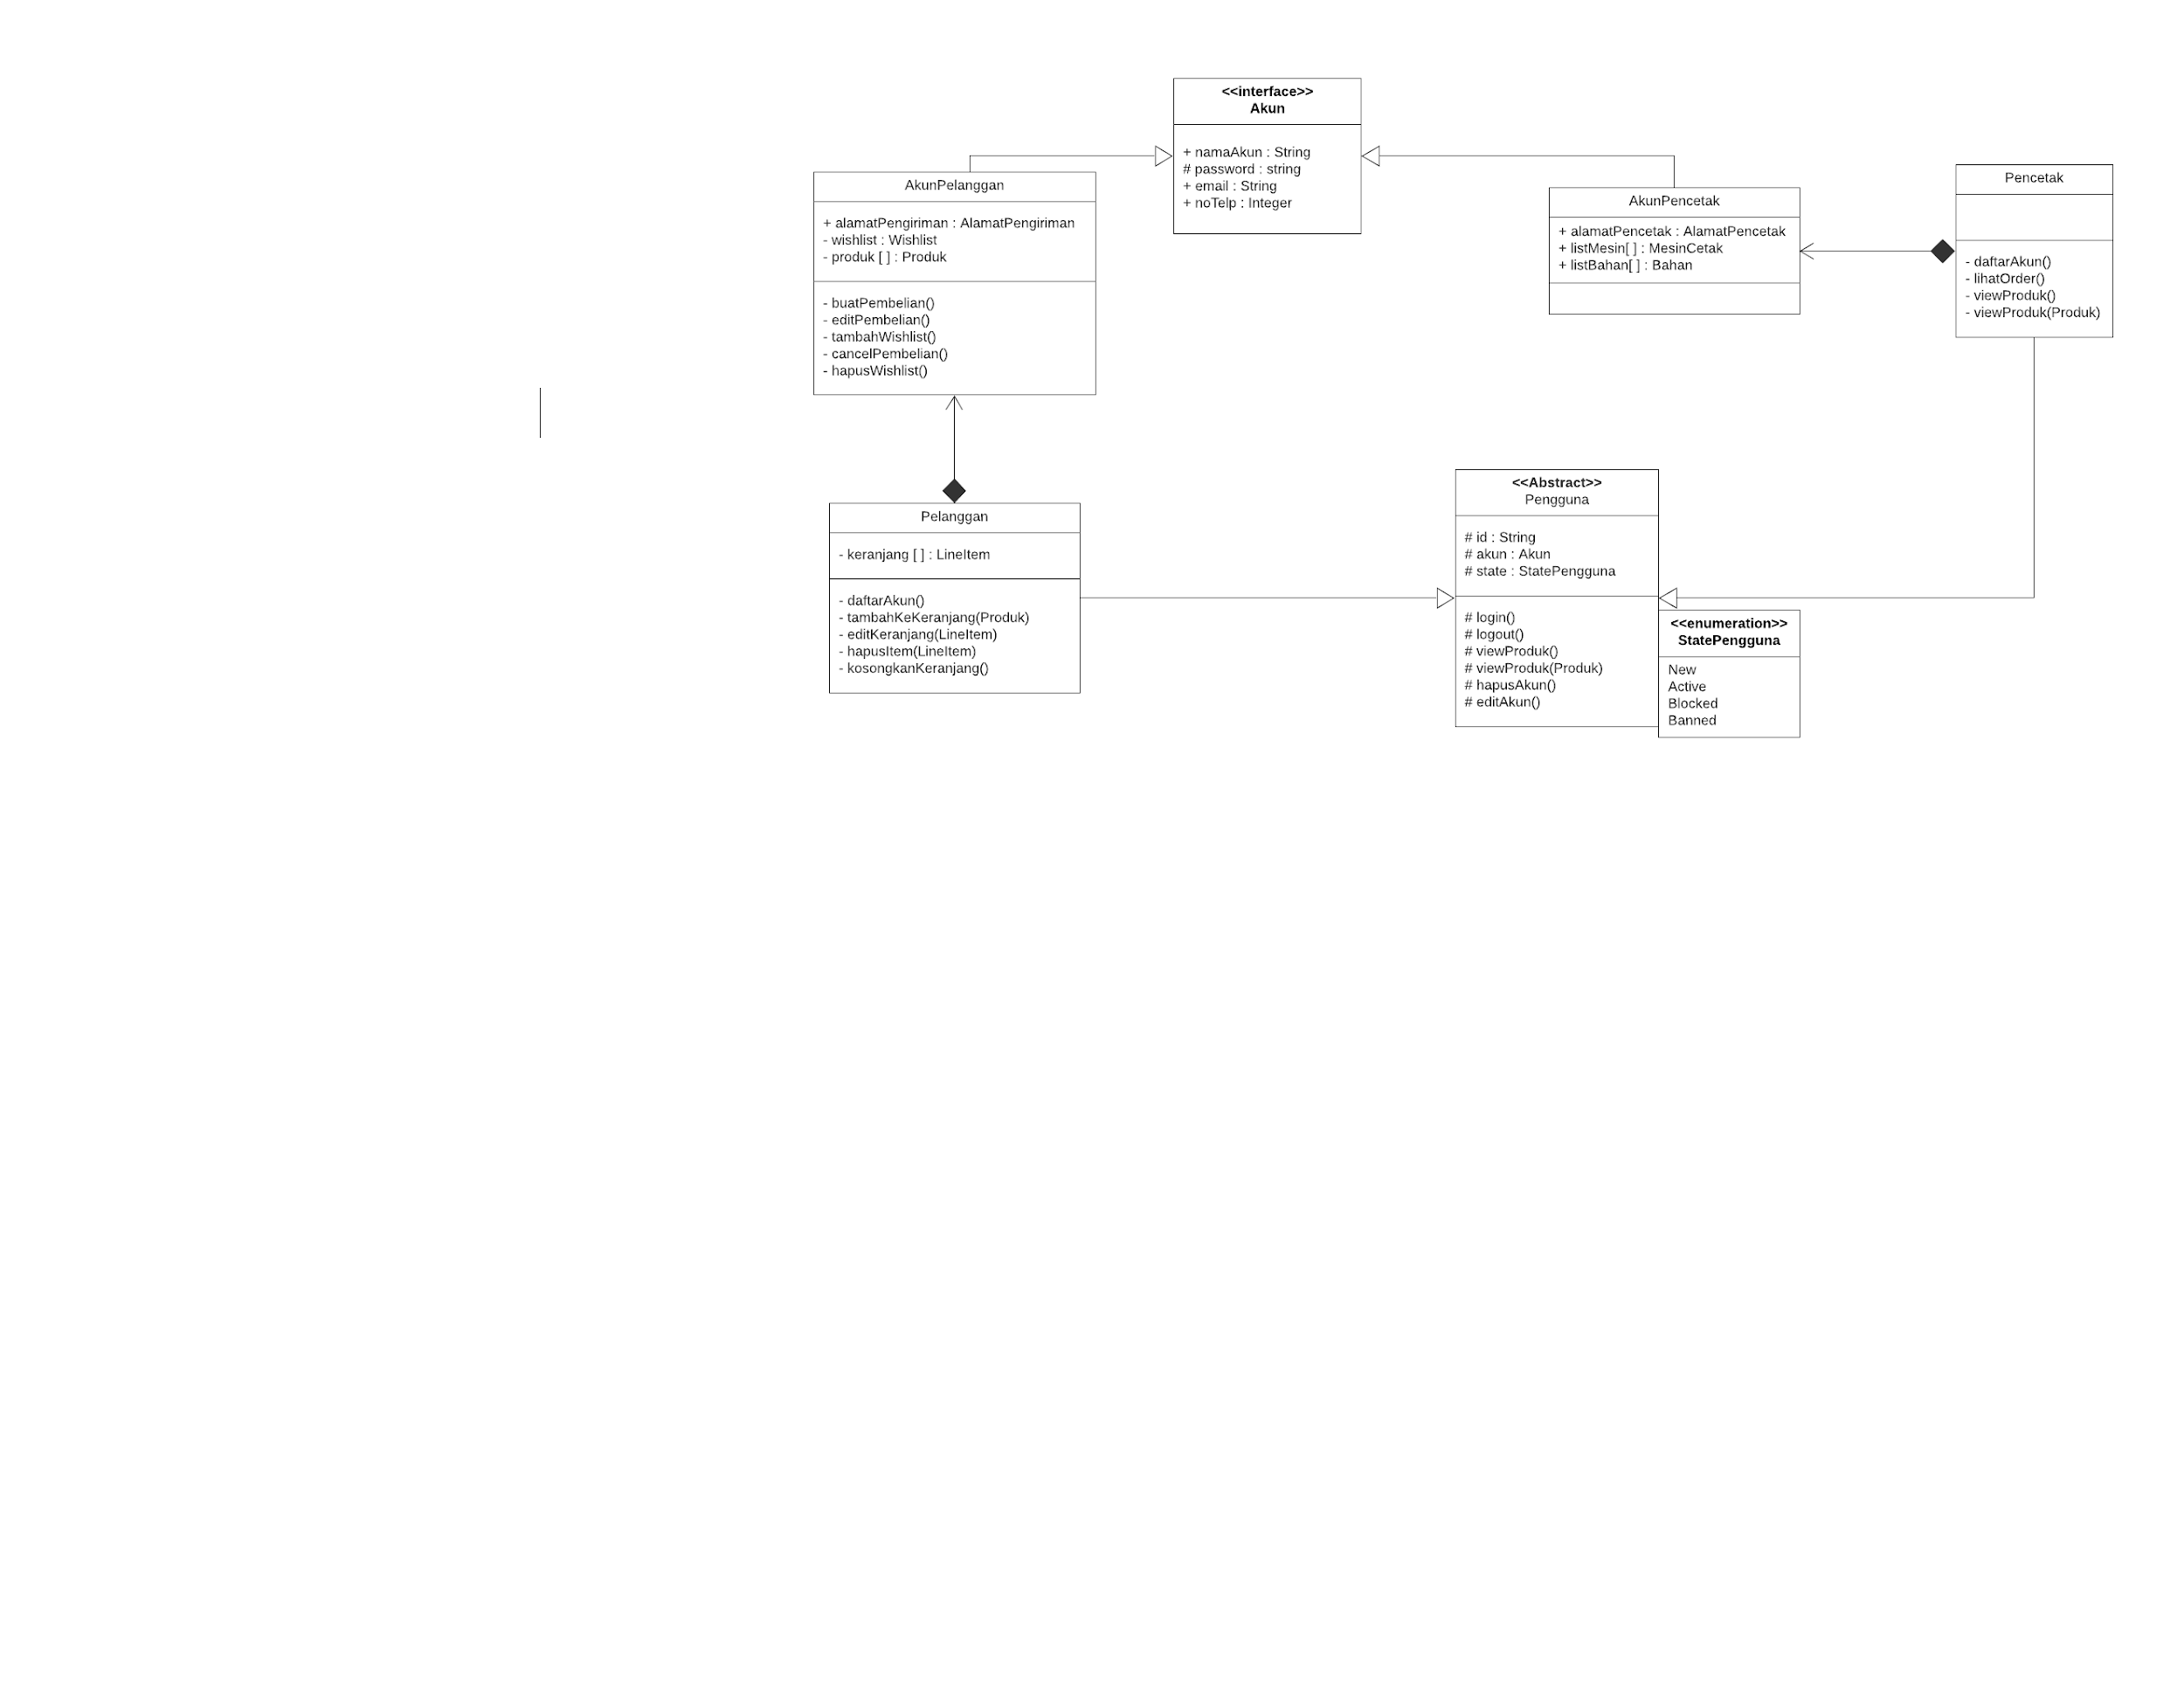 <<interface>>
Akun
+ namaAkun : String
# password : string
+ email : String
+ noTelp : Integer
AkunPelanggan
+ alamatPengiriman : AlamatPengiriman
- wishlist : Wishlist
- produk [ ] : Produk
- buatPembelian()
- editPembelian()
- tambahWishlist()
- cancelPembelian()
- hapusWishlist()
AkunPencetak
+ alamatPencetak : AlamatPencetak
+ listMesin[ ] : MesinCetak
+ listBahan[ ] : Bahan
Pencetak
- daftarAkun()
- lihatOrder()
- viewProduk()
- viewProduk(Produk)
Pelanggan
- keranjang [ ] : LineItem
- daftarAkun()
- tambahKeKeranjang(Produk)
- editKeranjang(LineItem)
- hapusItem(LineItem)
- kosongkanKeranjang()
<<Abstract>>
Pengguna
# id : String
# akun : Akun
# state : StatePengguna
# login()
# logout()
# viewProduk()
# viewProduk(Produk)
# hapusAkun()
# editAkun()
<<enumeration>>
StatePengguna
New
Active
Blocked
Banned